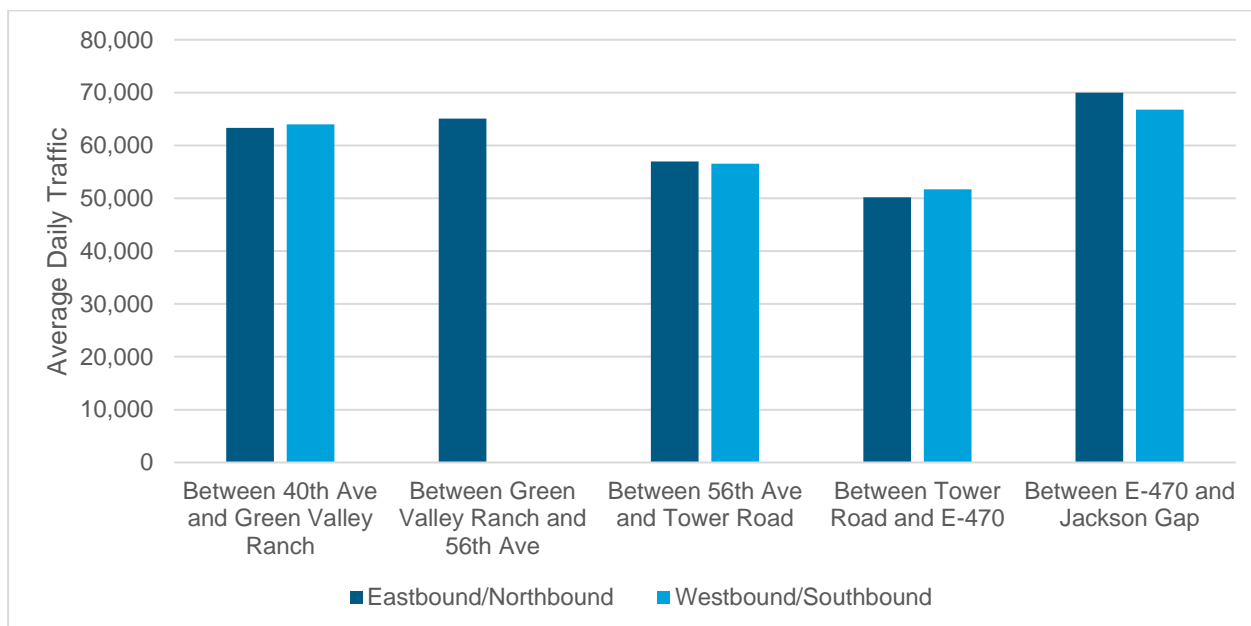 80,000
70,000
60,000
50,000
40,000
30,000
20,000
10,000
0
Average Daily Traffic
Between 40th Ave
and Green Valley
Ranch
Between Green
Valley Ranch and
56th Ave
Between 56th Ave
and Tower Road
Between Tower
Road and E-470
Between E-470 and
Jackson Gap
Eastbound/Northbound
Westbound/Southbound